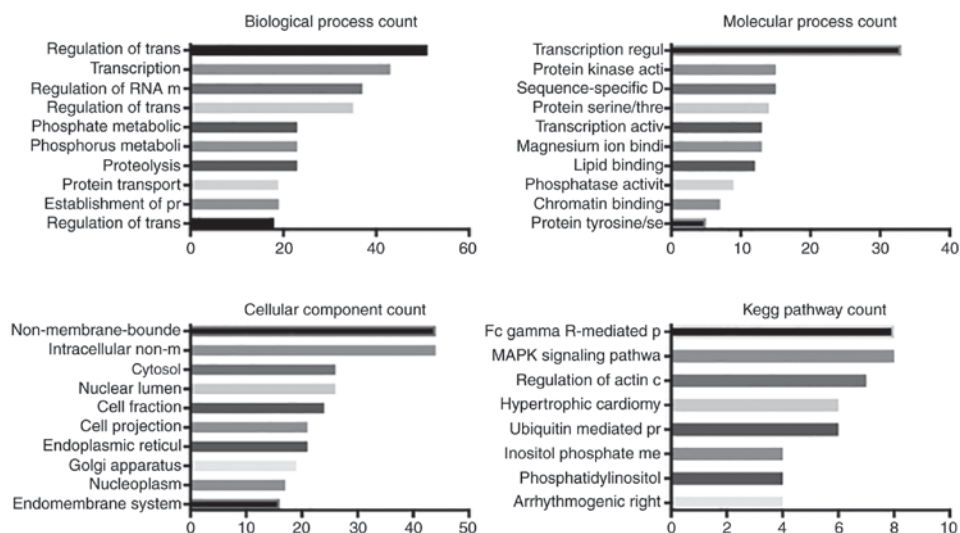 Biological process count
Regulation of trans
Transcription
Regulation of RNA m
Regulation of trans
Phosphate metabolic
Phosphorus metaboli
Proteolysis
Protein transport
Establishment of pr
Regulation of trans
0 20 40 60
Molecular process count
Transcription regul
Protein kinase acti
Sequence-specific D
Protein serine/thre
Transcription activ
Magnesium ion bindi
Lipid binding
Phosphatase activit
Chromatin binding
Protein tyrosine/se
0 10 20 30 40
Cellular component count
Non-membrane-bounde
Intracellular non-m
Cytosol
Nuclear lumen
Cell fraction
Cell projection
Endoplasmic reticul
Golgi apparatus
Nucleoplasm
Endomembrane system
0 10 20 30 40 50
Kegg pathway count
Fc gamma R-mediated p
MAPK signaling pathwa
Regulation of actin c
Hypertrophic cardiomy
Ubiquitin mediated pr
Inositol phosphate me
Phosphatidylinositol
Arrhythmogenic right
0 2 4 6 8 10